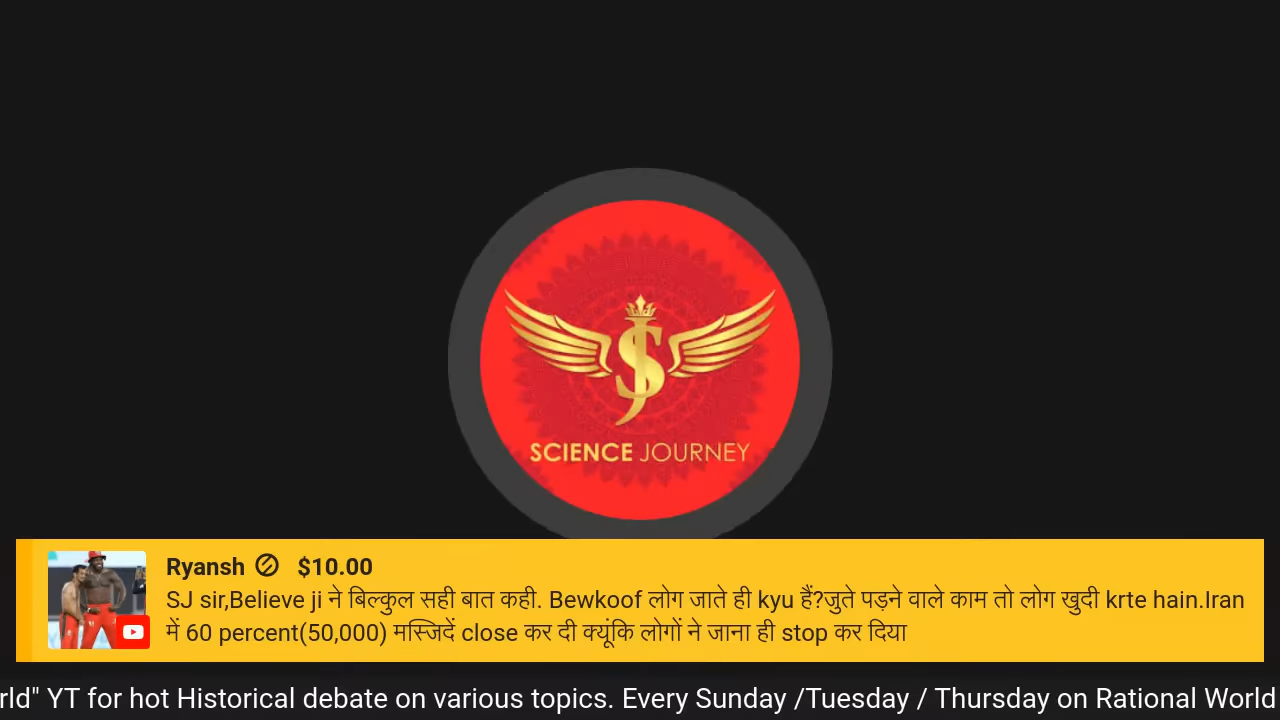 SCIENCE JOURNEY
Ryansh $10.00
SJ sir,Believe ji ने बिल्कुल सही बात कही. Bewkoof लोग जाते ही kyu हैं?जुते पड़ने वाले काम तो लोग खुदी krte hain.Iran
में 60 percent(50,000) मस्जिदें close कर दी क्यूंकि लोगों ने जाना ही stop कर दिया
rld" YT for hot Historical debate on various topics. Every Sunday /Tuesday / Thursday on Rational World